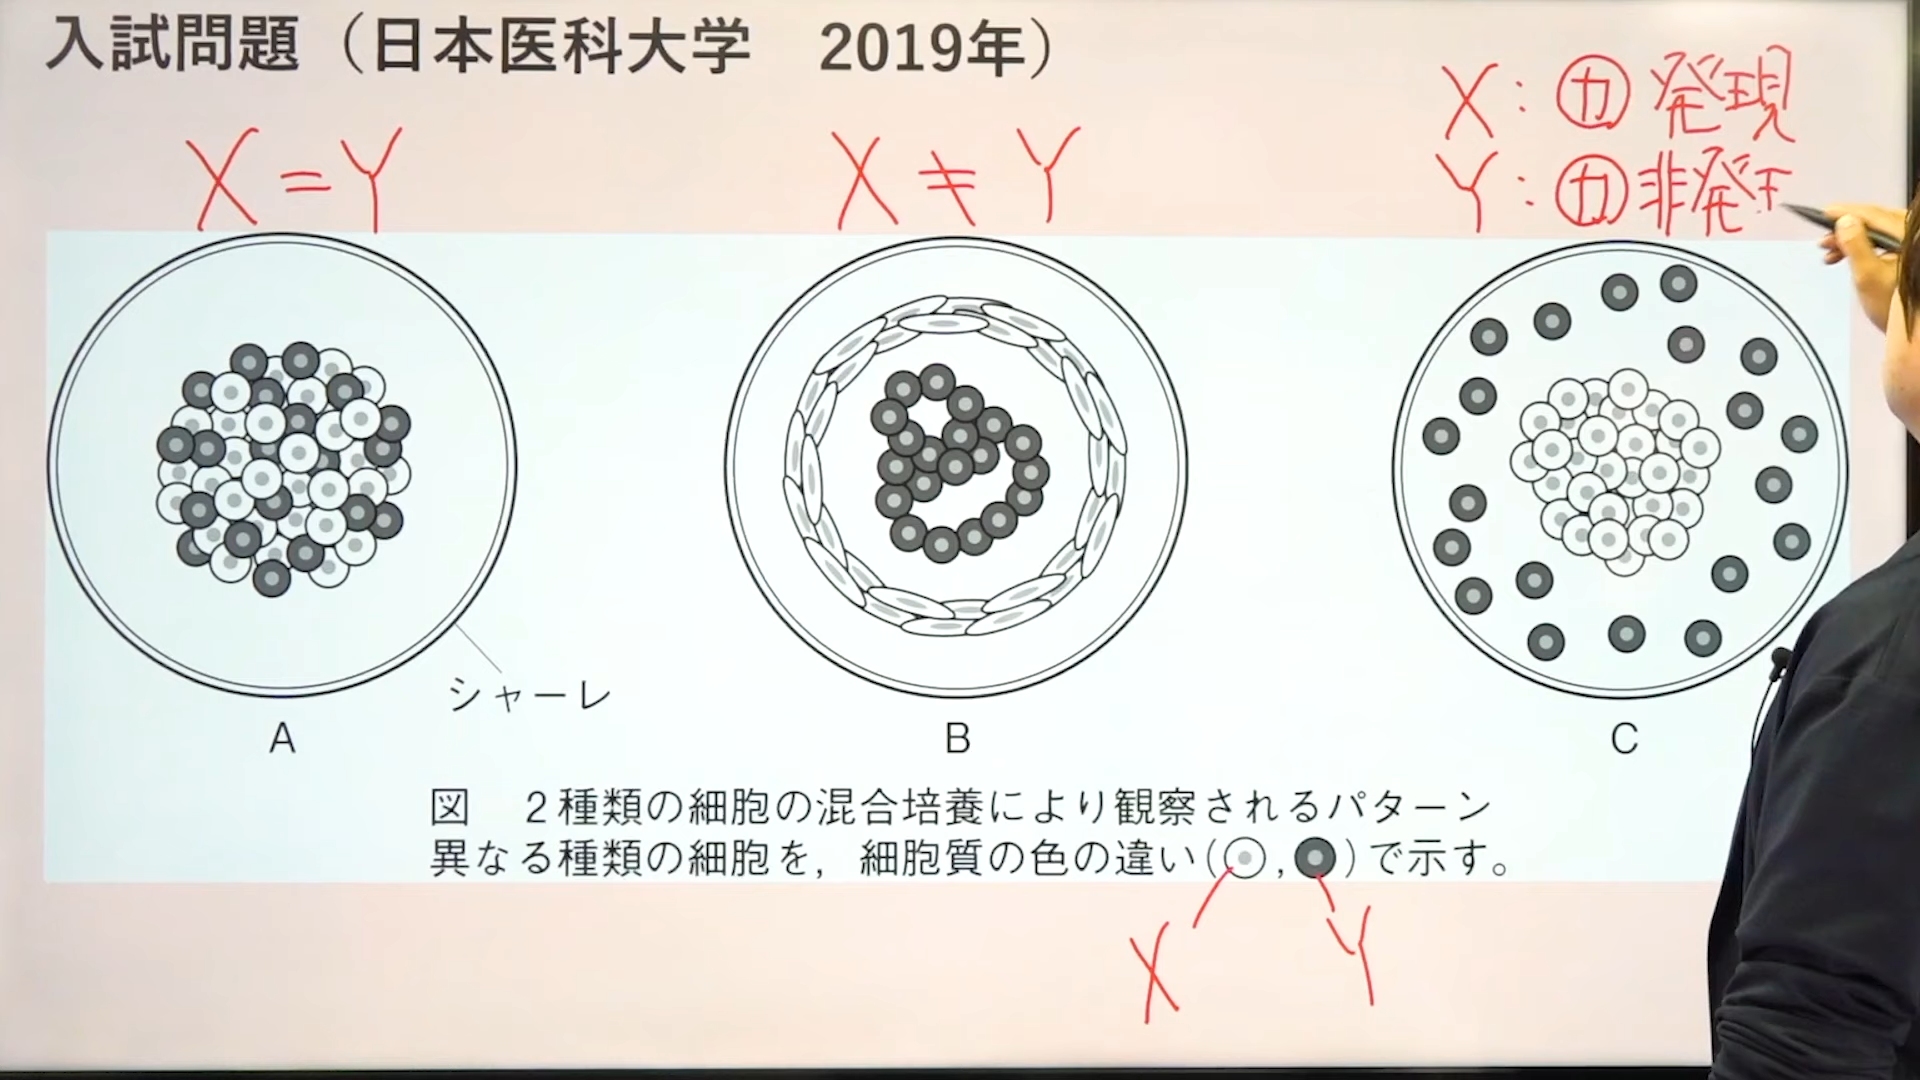 入試問題（日本医科大学　2019年）
X = Y
X ≠ Y
X : カ 発現
Y : カ 非発
シャーレ
A
B
C
図　２種類の細胞の混合培養により観察されるパターン
異なる種類の細胞を，細胞質の色の違い(　,　)で示す。
X
Y